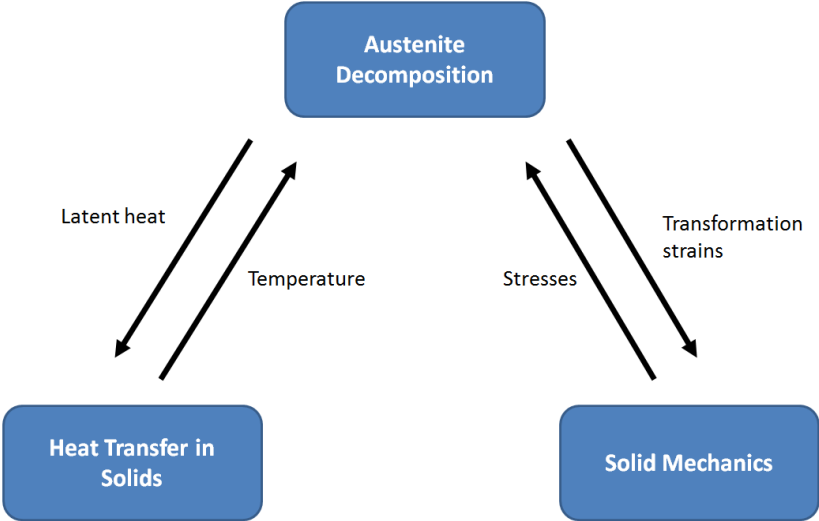 Austenite
Decomposition
Latent heat
Temperature
Stresses
Transformation
strains
Heat Transfer in
Solids
Solid Mechanics